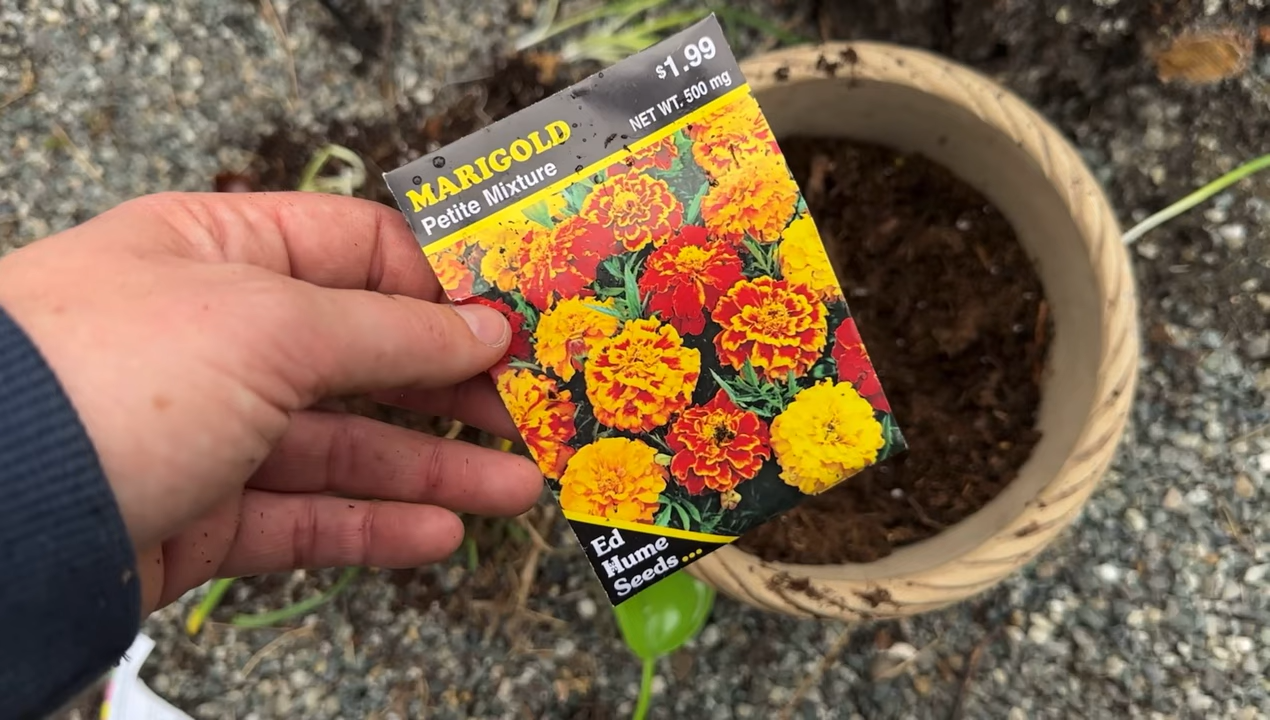 $1.99
NET WT. 500 mg
MARIGOLD
Petite Mixture
Ed
Hume
Seeds...